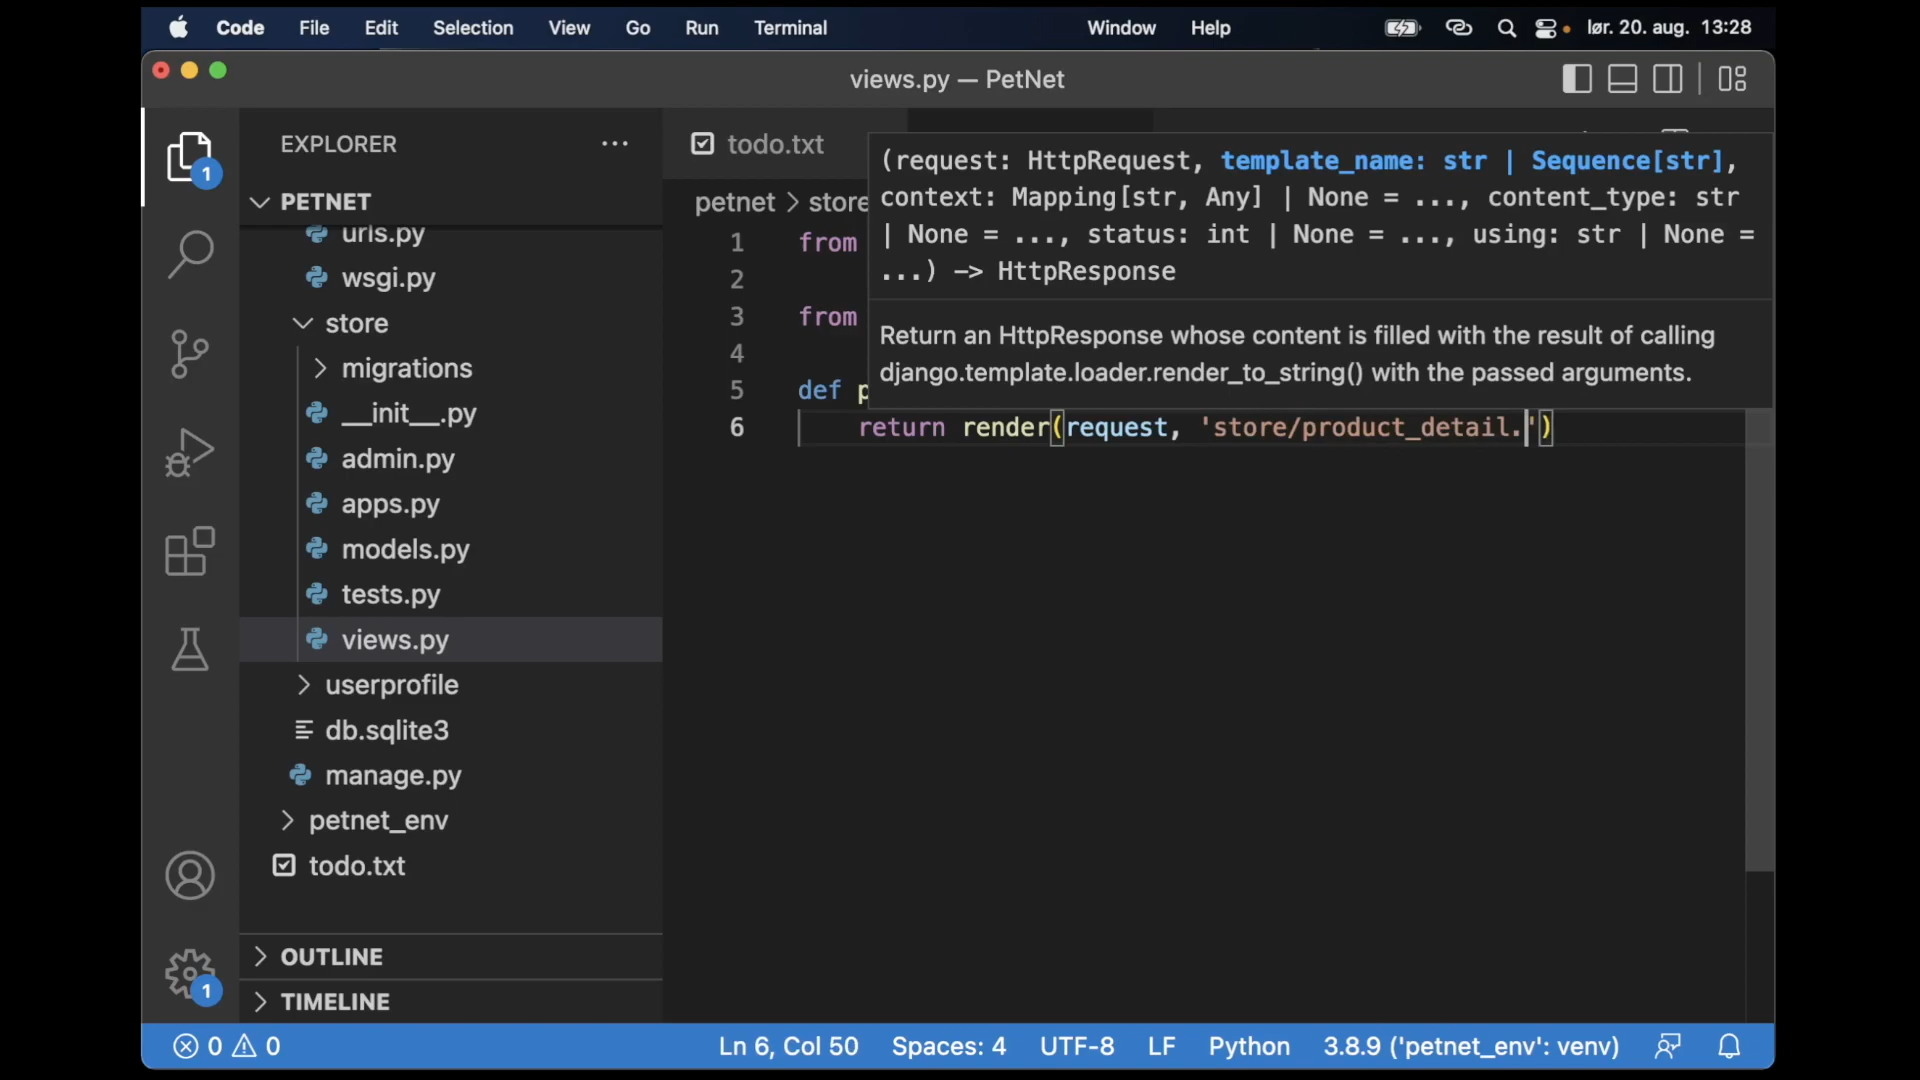 Code File Edit Selection View Go Run Terminal Window Help lør. 20. aug. 13:28
views.py — PetNet
EXPLORER ...
PETNET
urls.py
wsgi.py
store
migrations
__init__.py
admin.py
apps.py
models.py
tests.py
views.py
userprofile
db.sqlite3
manage.py
petnet_env
todo.txt
OUTLINE
TIMELINE
1
1
todo.txt
petnet > store
(request: HttpRequest, template_name: str | Sequence[str],
context: Mapping[str, Any] | None = ..., content_type: str
| None = ..., status: int | None = ..., using: str | None =
...) -> HttpResponse
Return an HttpResponse whose content is filled with the result of calling
django.template.loader.render_to_string() with the passed arguments.
1 from
2
3 from
4
5 def p
6 return render(request, 'store/product_detail.')
0 0 Ln 6, Col 50 Spaces: 4 UTF-8 LF Python 3.8.9 ('petnet_env': venv)